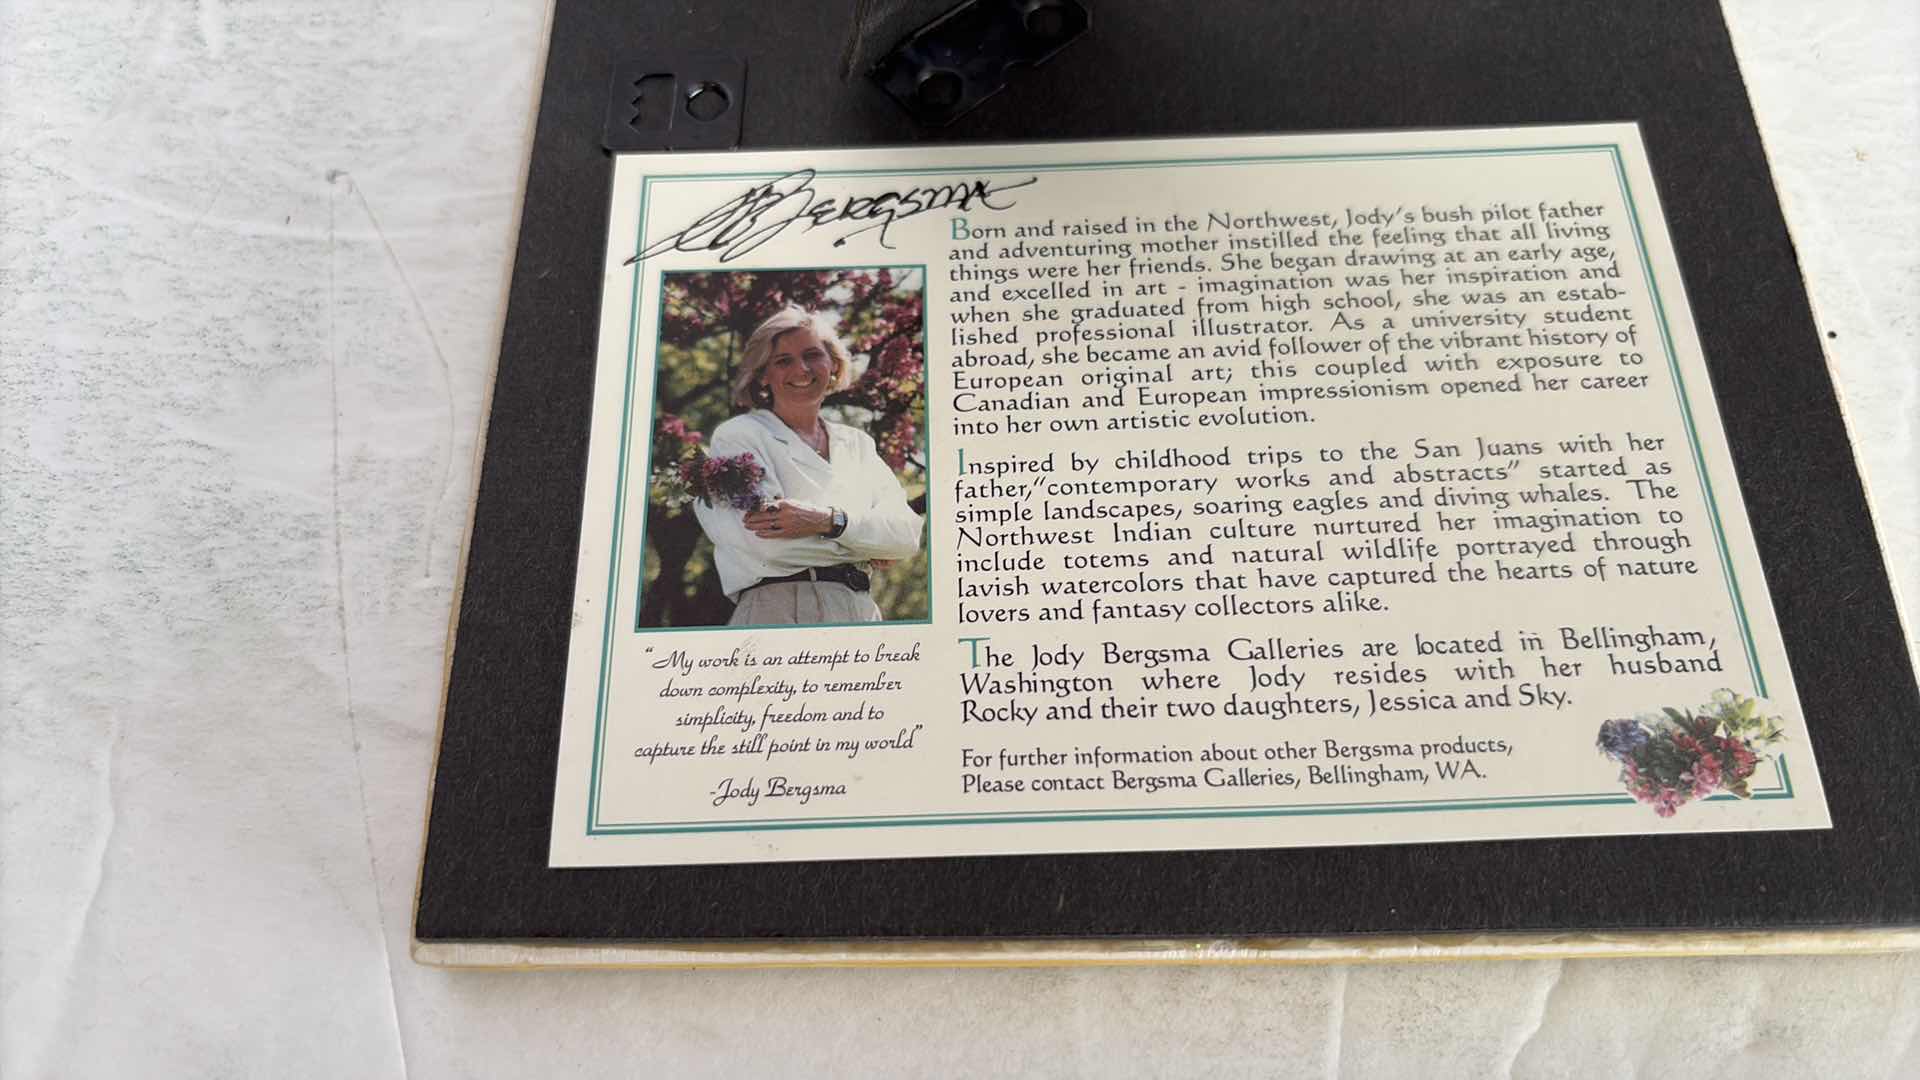 Bergsma
Born and raised in the Northwest, Jody's bush pilot father
and adventuring mother instilled the feeling that all living
things were her friends. She began drawing at an early age,
and excelled in art - imagination was her inspiration and
when she graduated from high school, she was an estab-
lished professional illustrator. As a university student
abroad, she became an avid follower of the vibrant history of
European original art; this coupled with exposure to
Canadian and European impressionism opened her career
into her own artistic evolution.
Inspired by childhood trips to the San Juans with her
father,"contemporary works and abstracts" started as
simple landscapes, soaring eagles and diving whales. The
Northwest Indian culture nurtured her imagination to
include totems and natural wildlife portrayed through
lavish watercolors that have captured the hearts of nature
lovers and fantasy collectors alike.
The Jody Bergsma Galleries are located in Bellingham,
Washington where Jody resides with her husband
Rocky and their two daughters, Jessica and Sky.
For further information about other Bergsma products,
Please contact Bergsma Galleries, Bellingham, WA.
"My work is an attempt to break
down complexity, to remember
simplicity, freedom and to
capture the still point in my world"
-Jody Bergsma